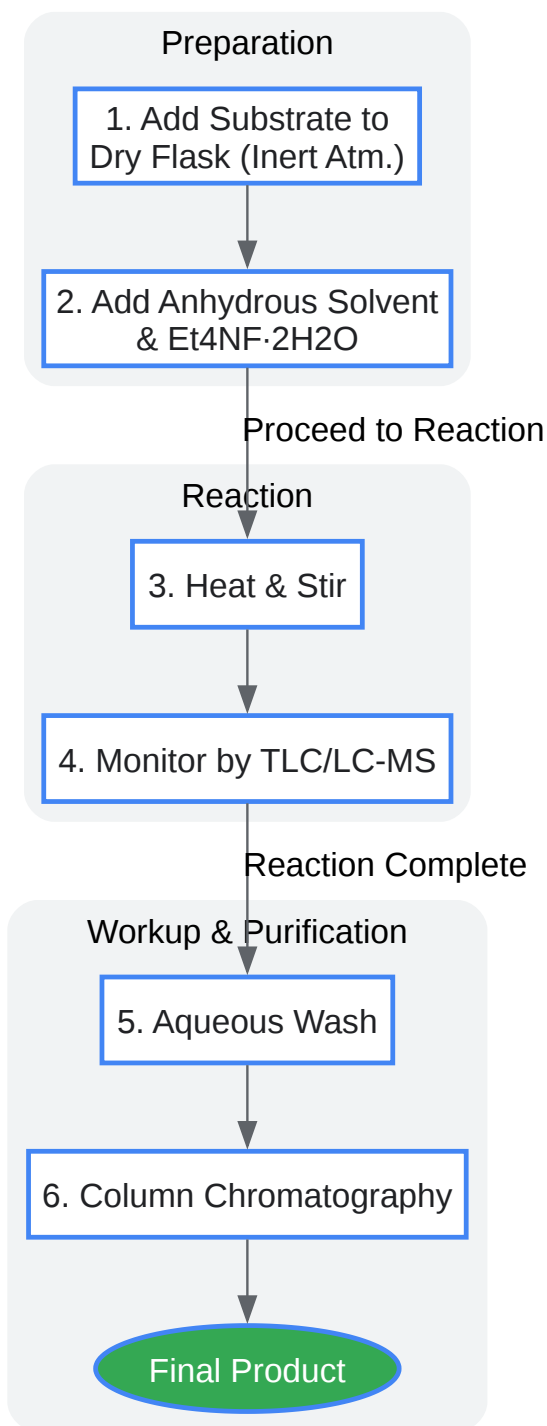 Preparation
1. Add Substrate to
Dry Flask (Inert Atm.)
2. Add Anhydrous Solvent
& Et4NF·2H2O
Proceed to Reaction
Reaction
3. Heat & Stir
4. Monitor by TLC/LC-MS
Reaction Complete
Workup & Purification
5. Aqueous Wash
6. Column Chromatography
Final Product